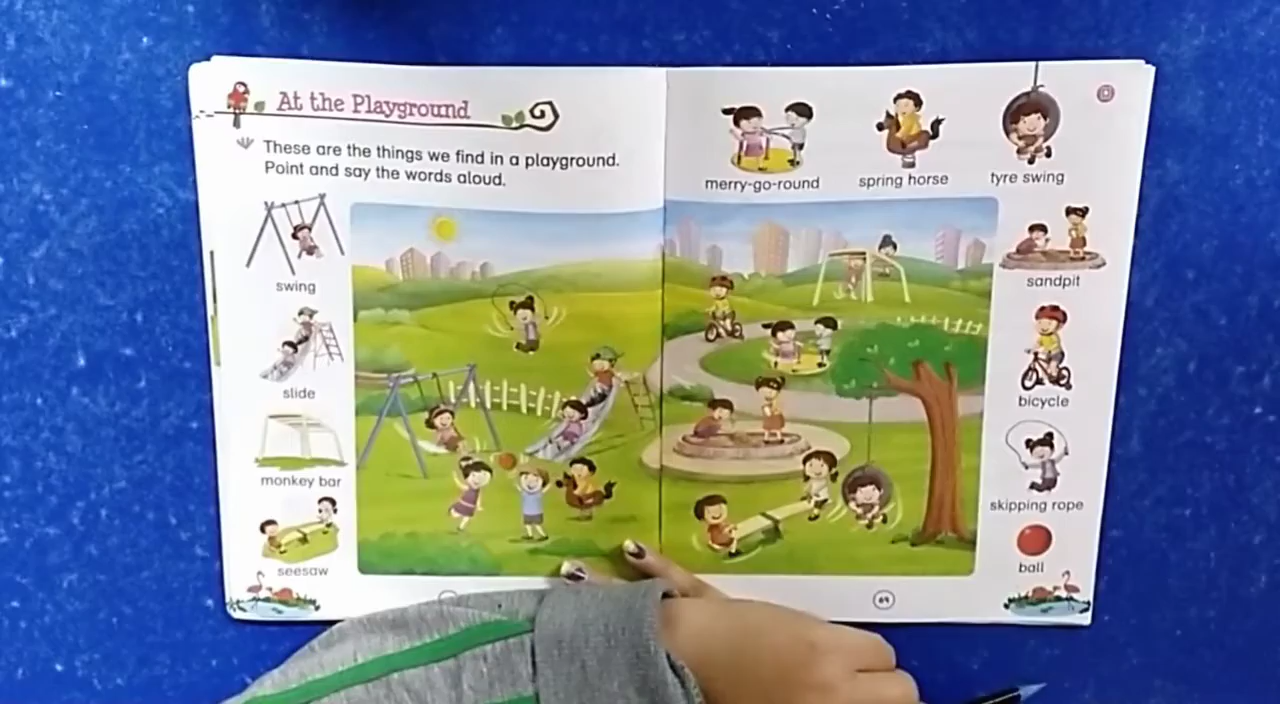 At the Playground
These are the things we find in a playground.
Point and say the words aloud.
swing
slide
monkey bar
seesaw
merry-go-round
spring horse
tyre swing
sandpit
bicycle
skipping rope
ball
69